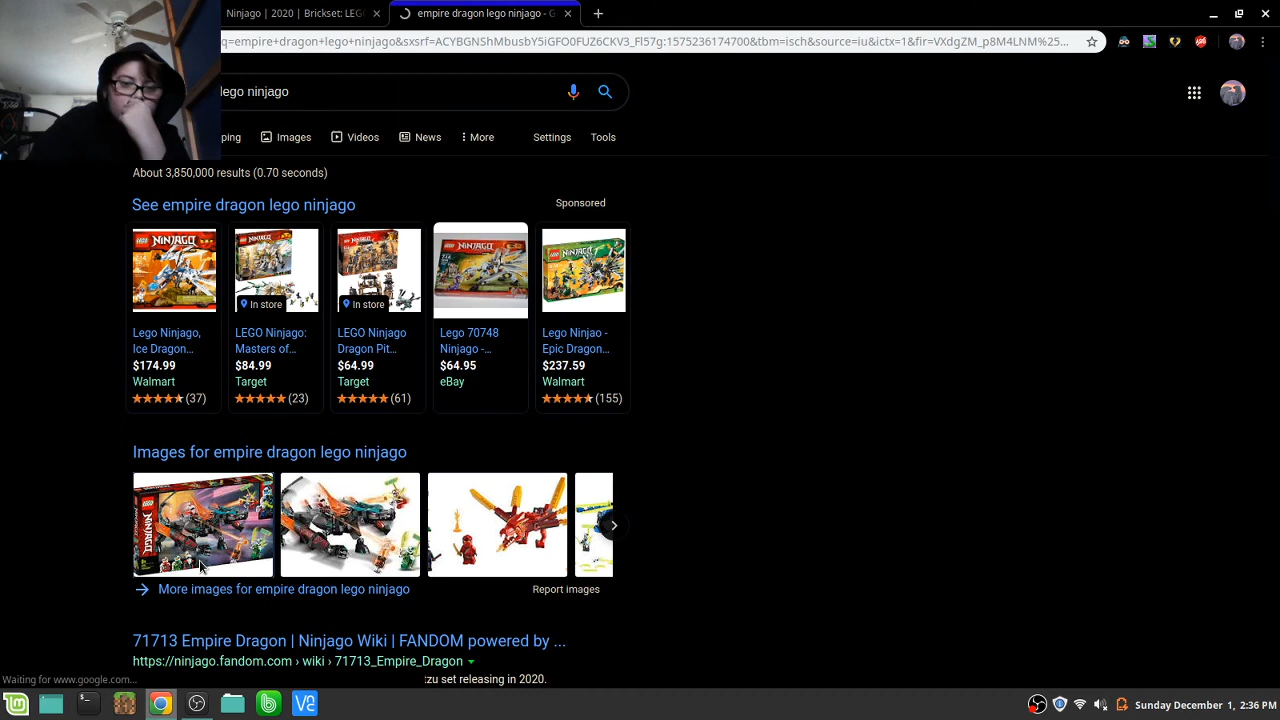 Ninjago | 2020 | Brickset: LEG
empire dragon lego ninjago - G
q=empire+dragon+lego+ninjago&sxsrf=ACYBGNShMbusbY5iGFO0FUZ6CKV3_Fl57g:1575236174700&tbm=isch&source=iu&ictx=1&fir=VXdgZM_p8M4LNM%25...
lego ninjago
ping Images Videos News More Settings Tools
About 3,850,000 results (0.70 seconds)
See empire dragon lego ninjago
Sponsored
In store
In store
Lego Ninjago, Ice Dragon...
$174.99
Walmart
(37)
LEGO Ninjago: Masters of...
$84.99
Target
(23)
LEGO Ninjago Dragon Pit...
$64.99
Target
(61)
Lego 70748 Ninjago -...
$64.95
eBay
Lego Ninjao - Epic Dragon...
$237.59
Walmart
(155)
Images for empire dragon lego ninjago
More images for empire dragon lego ninjago
Report images
71713 Empire Dragon | Ninjago Wiki | FANDOM powered by ...
https://ninjago.fandom.com › wiki › 71713_Empire_Dragon
Waiting for www.google.com...
tzu set releasing in 2020.
Sunday December 1, 2:36 PM